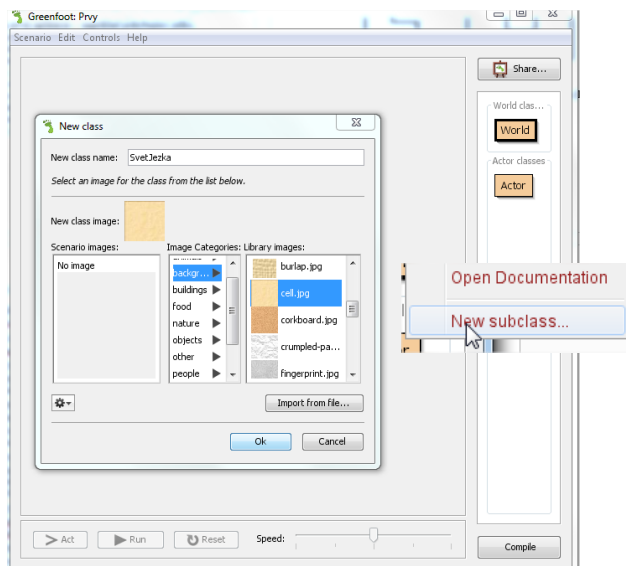 Greenfoot: Prvy
Scenario Edit Controls Help
Share...
World clas...
World
Actor classes
Actor
New class
New class name: SvetJezka
Select an image for the class from the list below.
New class image:
Scenario images: Image Categories: Library images:
No image
backgr...
buildings
food
nature
objects
other
people
burlap.jpg
cell.jpg
corkboard.jpg
crumpled-pa...
fingerprint.jpg
Import from file...
Ok Cancel
Open Documentation
New subclass...
Act Run Reset Speed:
Compile